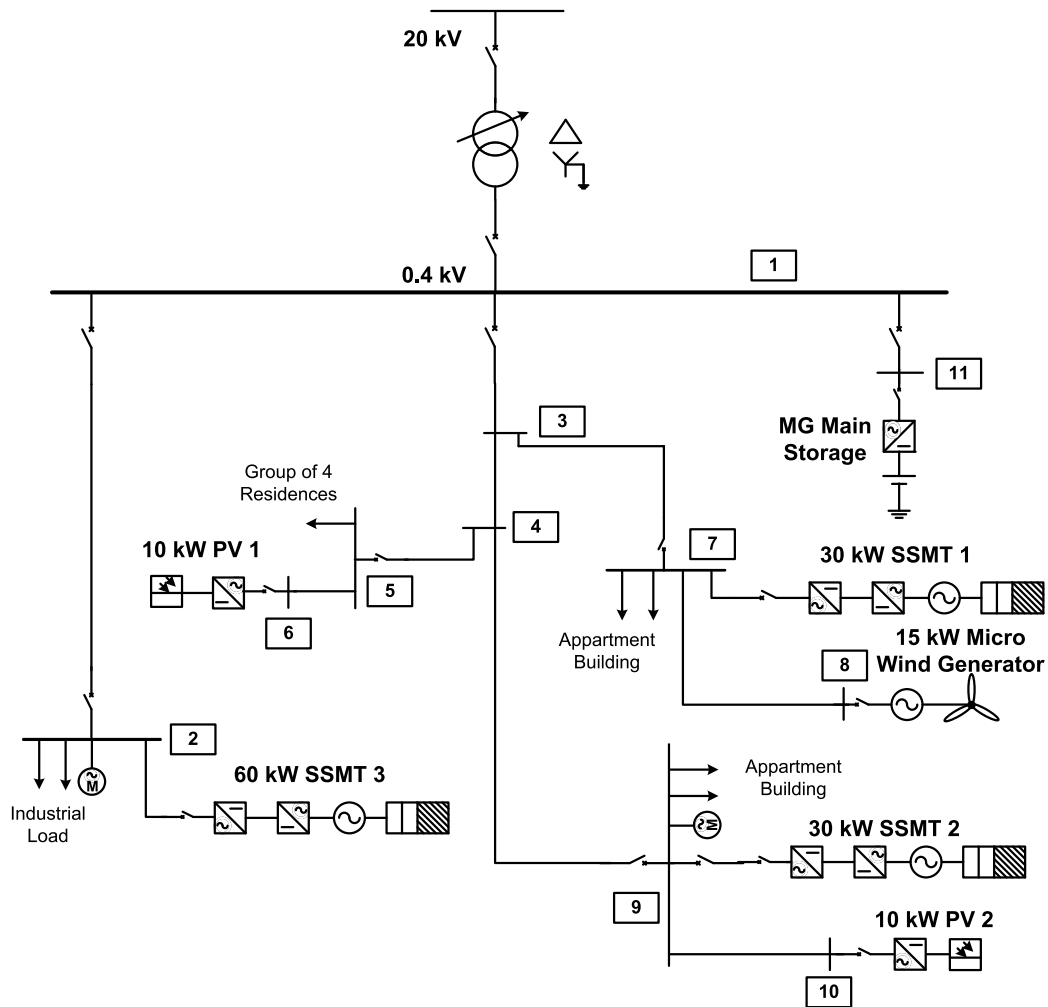 20 kV
0.4 kV
1
11
MG Main
Storage
3
Group of 4
Residences
4
10 kW PV 1
5
6
7
30 kW SSMT 1
Appartment
Building
15 kW Micro
Wind Generator
8
2
M
Industrial
Load
60 kW SSMT 3
Appartment
Building
M
30 kW SSMT 2
9
10 kW PV 2
10